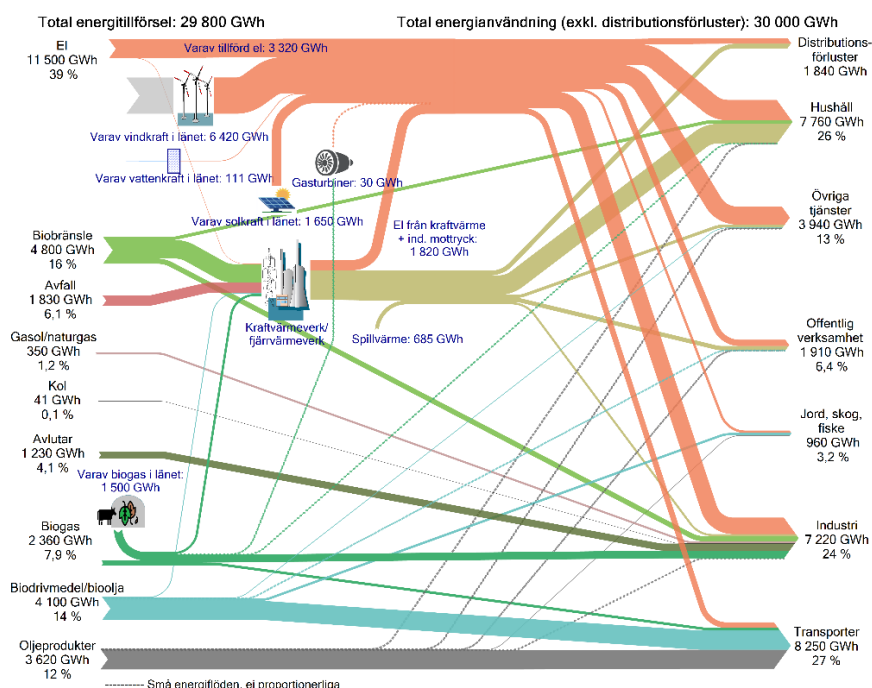 Total energitillförsel: 29 800 GWh
Total energianvändning (exkl. distributionsförluster): 30 000 GWh
El
11 500 GWh
39 %
Varav tillförd el: 3 320 GWh
Varav vindkraft i länet: 6 420 GWh
Varav vattenkraft i länet: 111 GWh
Gasturbiner: 30 GWh
Varav solkraft i länet: 1 650 GWh
El från kraftvärme
+ ind. mottryck:
1 820 GWh
Biobränsle
4 800 GWh
16 %
Avfall
1 830 GWh
6,1 %
Kraftvärmeverk/
fjärrvärmeverk
Spillvärme: 685 GWh
Gasol/naturgas
350 GWh
1,2 %
Kol
41 GWh
0,1 %
Avlutar
1 230 GWh
4,1 %
Varav biogas i länet:
1 500 GWh
Biogas
2 360 GWh
7,9 %
Biodrivmedel/bioolja
4 100 GWh
14 %
Oljeprodukter
3 620 GWh
12 %
---------- Små energiflöden, ej proportionerliga
Distributions-
förluster
1 840 GWh
Hushåll
7 760 GWh
26 %
Övriga
tjänster
3 940 GWh
13 %
Offentlig
verksamhet
1 910 GWh
6,4 %
Jord, skog,
fiske
960 GWh
3,2 %
Industri
7 220 GWh
24 %
Transporter
8 250 GWh
27 %